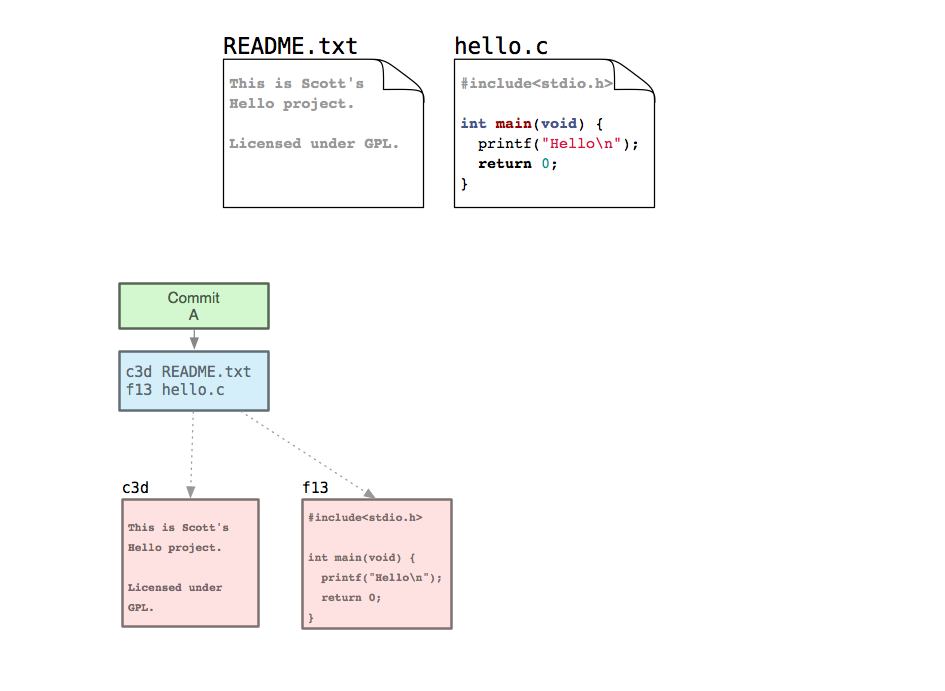 README.txt
This is Scott's
Hello project.
Licensed under GPL.
hello.c
#include<stdio.h>
int main(void) {
  printf("Hello\n");
  return 0;
}
Commit
A
c3d README.txt
f13 hello.c
c3d
This is Scott's
Hello project.
Licensed under
GPL.
f13
#include<stdio.h>
int main(void) {
  printf("Hello\n");
  return 0;
}